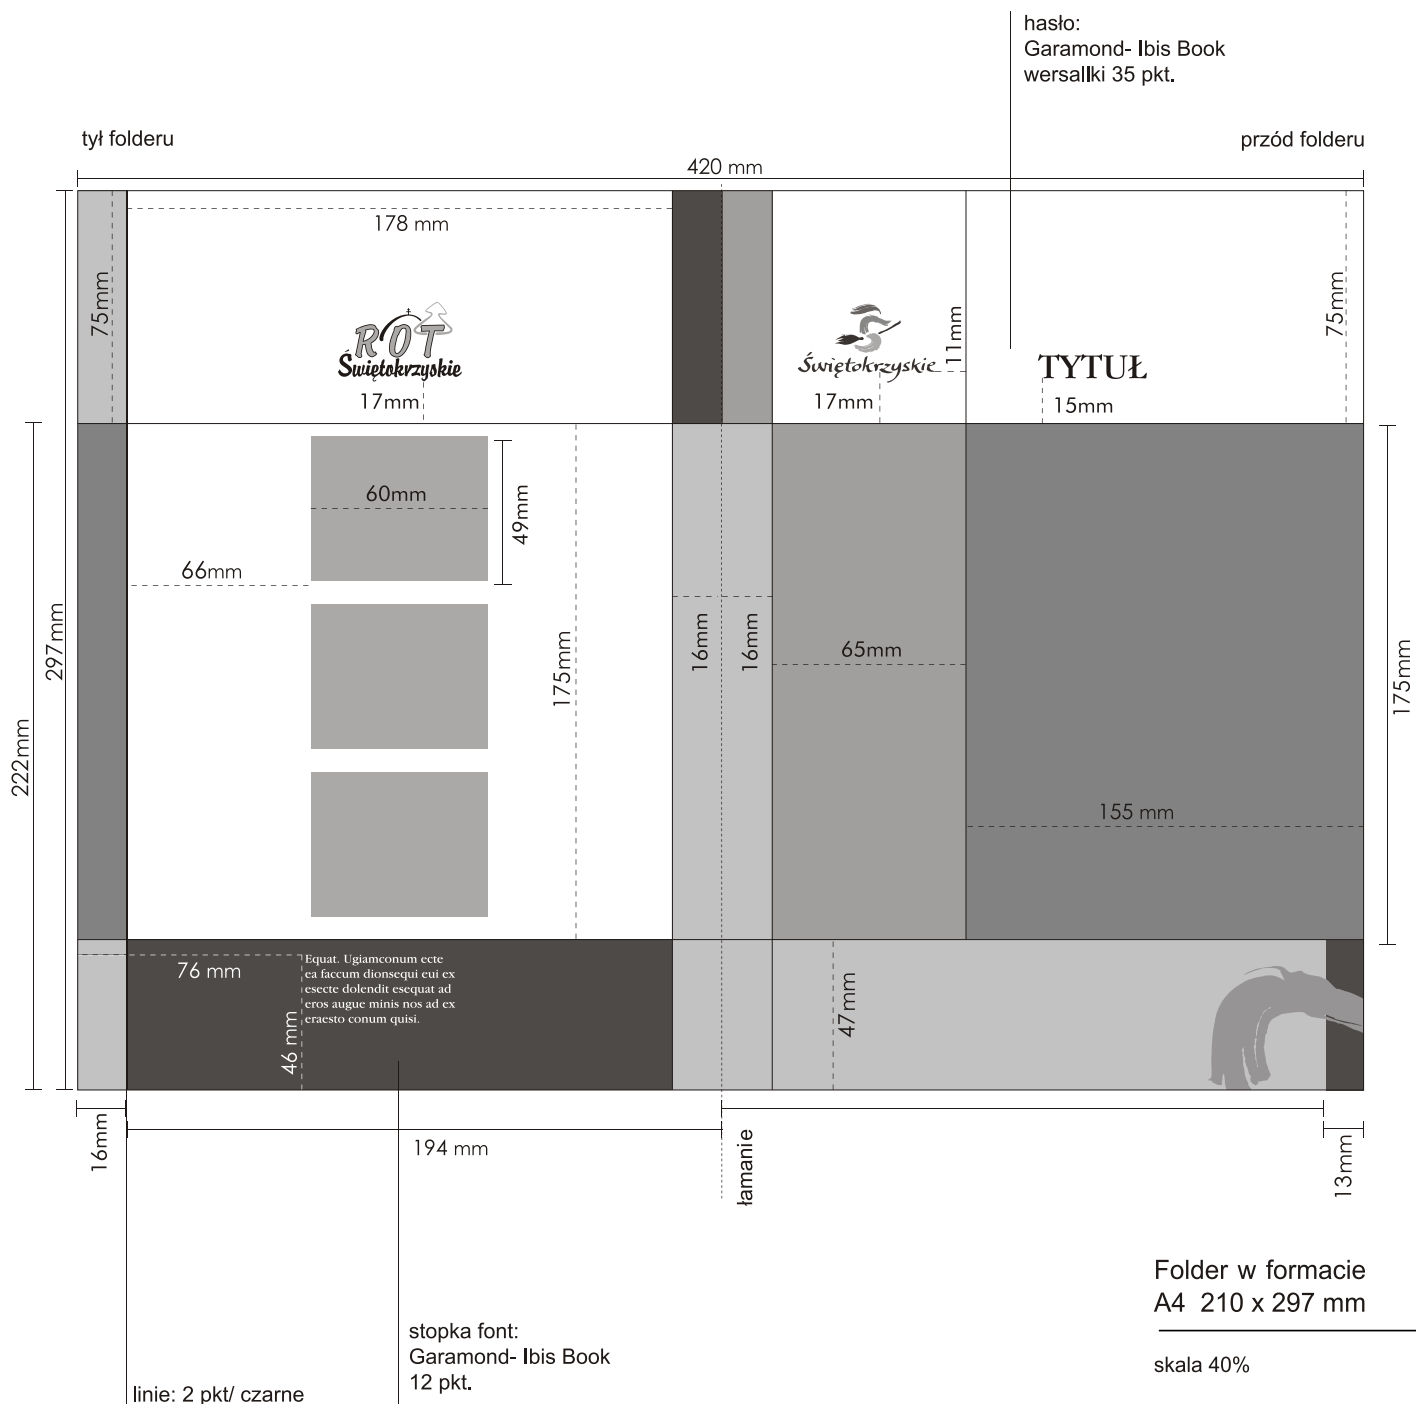 hasło:
Garamond- Ibis Book
wersallki 35 pkt.
tył folderu
przód folderu
420 mm
178 mm
75mm
75mm
ROT
Świętokrzyskie
17mm
Świętokrzyskie
11mm
17mm
TYTUŁ
15mm
60mm
49mm
66mm
297mm
222mm
175mm
16mm
16mm
65mm
175mm
155 mm
76 mm
46 mm
Equat. Ugiamconum ecte
ea faccum dionsequi eui ex
esecte dolendit esequat ad
eros augue minis nos ad ex
eraesto conum quisi.
47mm
16mm
194 mm
łamanie
13mm
Folder w formacie
A4 210 x 297 mm
skala 40%
stopka font:
Garamond- Ibis Book
12 pkt.
linie: 2 pkt/ czarne